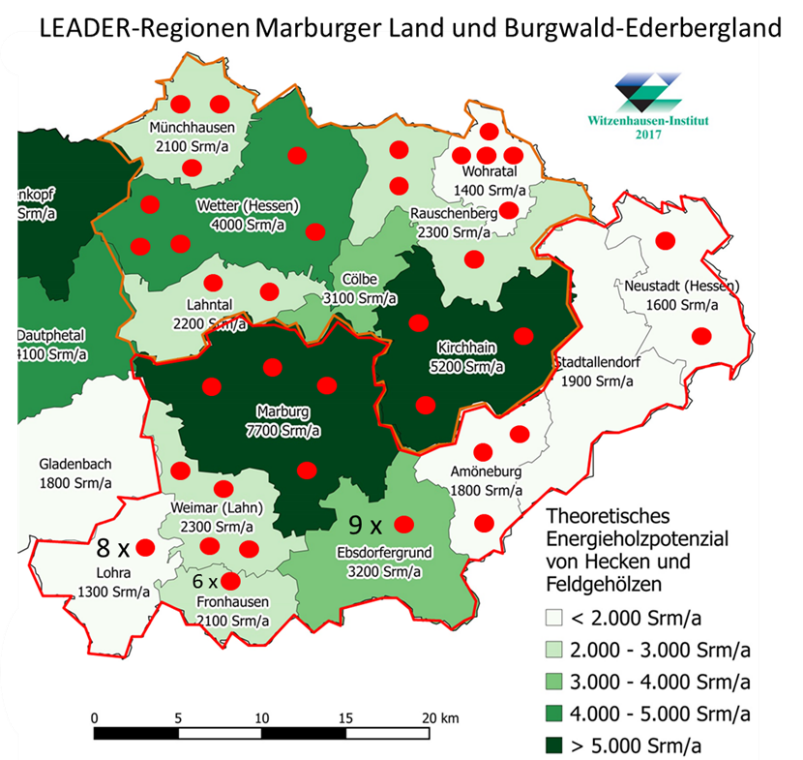 LEADER-Regionen Marburger Land und Burgwald-Ederbergland
Witzenhausen-Institut
2017
Münchhausen
2100 Srm/a
Wohratal
1400 Srm/a
nkopf
Srm/a
Wetter (Hessen)
4000 Srm/a
Rauschenberg
2300 Srm/a
Cölbe
3100 Srm/a
Neustadt (Hessen)
1600 Srm/a
Lahntal
2200 Srm/a
Dautphetal
4100 Srm/a
Kirchhain
5200 Srm/a
Stadtallendorf
1900 Srm/a
Marburg
7700 Srm/a
Gladenbach
1800 Srm/a
Amöneburg
1800 Srm/a
Weimar (Lahn)
2300 Srm/a
9 x
Ebsdorfergrund
3200 Srm/a
8 x
Lohra
1300 Srm/a
6 x
Fronhausen
2100 Srm/a
Theoretisches
Energieholzpotenzial
von Hecken und
Feldgehölzen
< 2.000 Srm/a
2.000 - 3.000 Srm/a
3.000 - 4.000 Srm/a
4.000 - 5.000 Srm/a
> 5.000 Srm/a
0 5 10 15 20 km